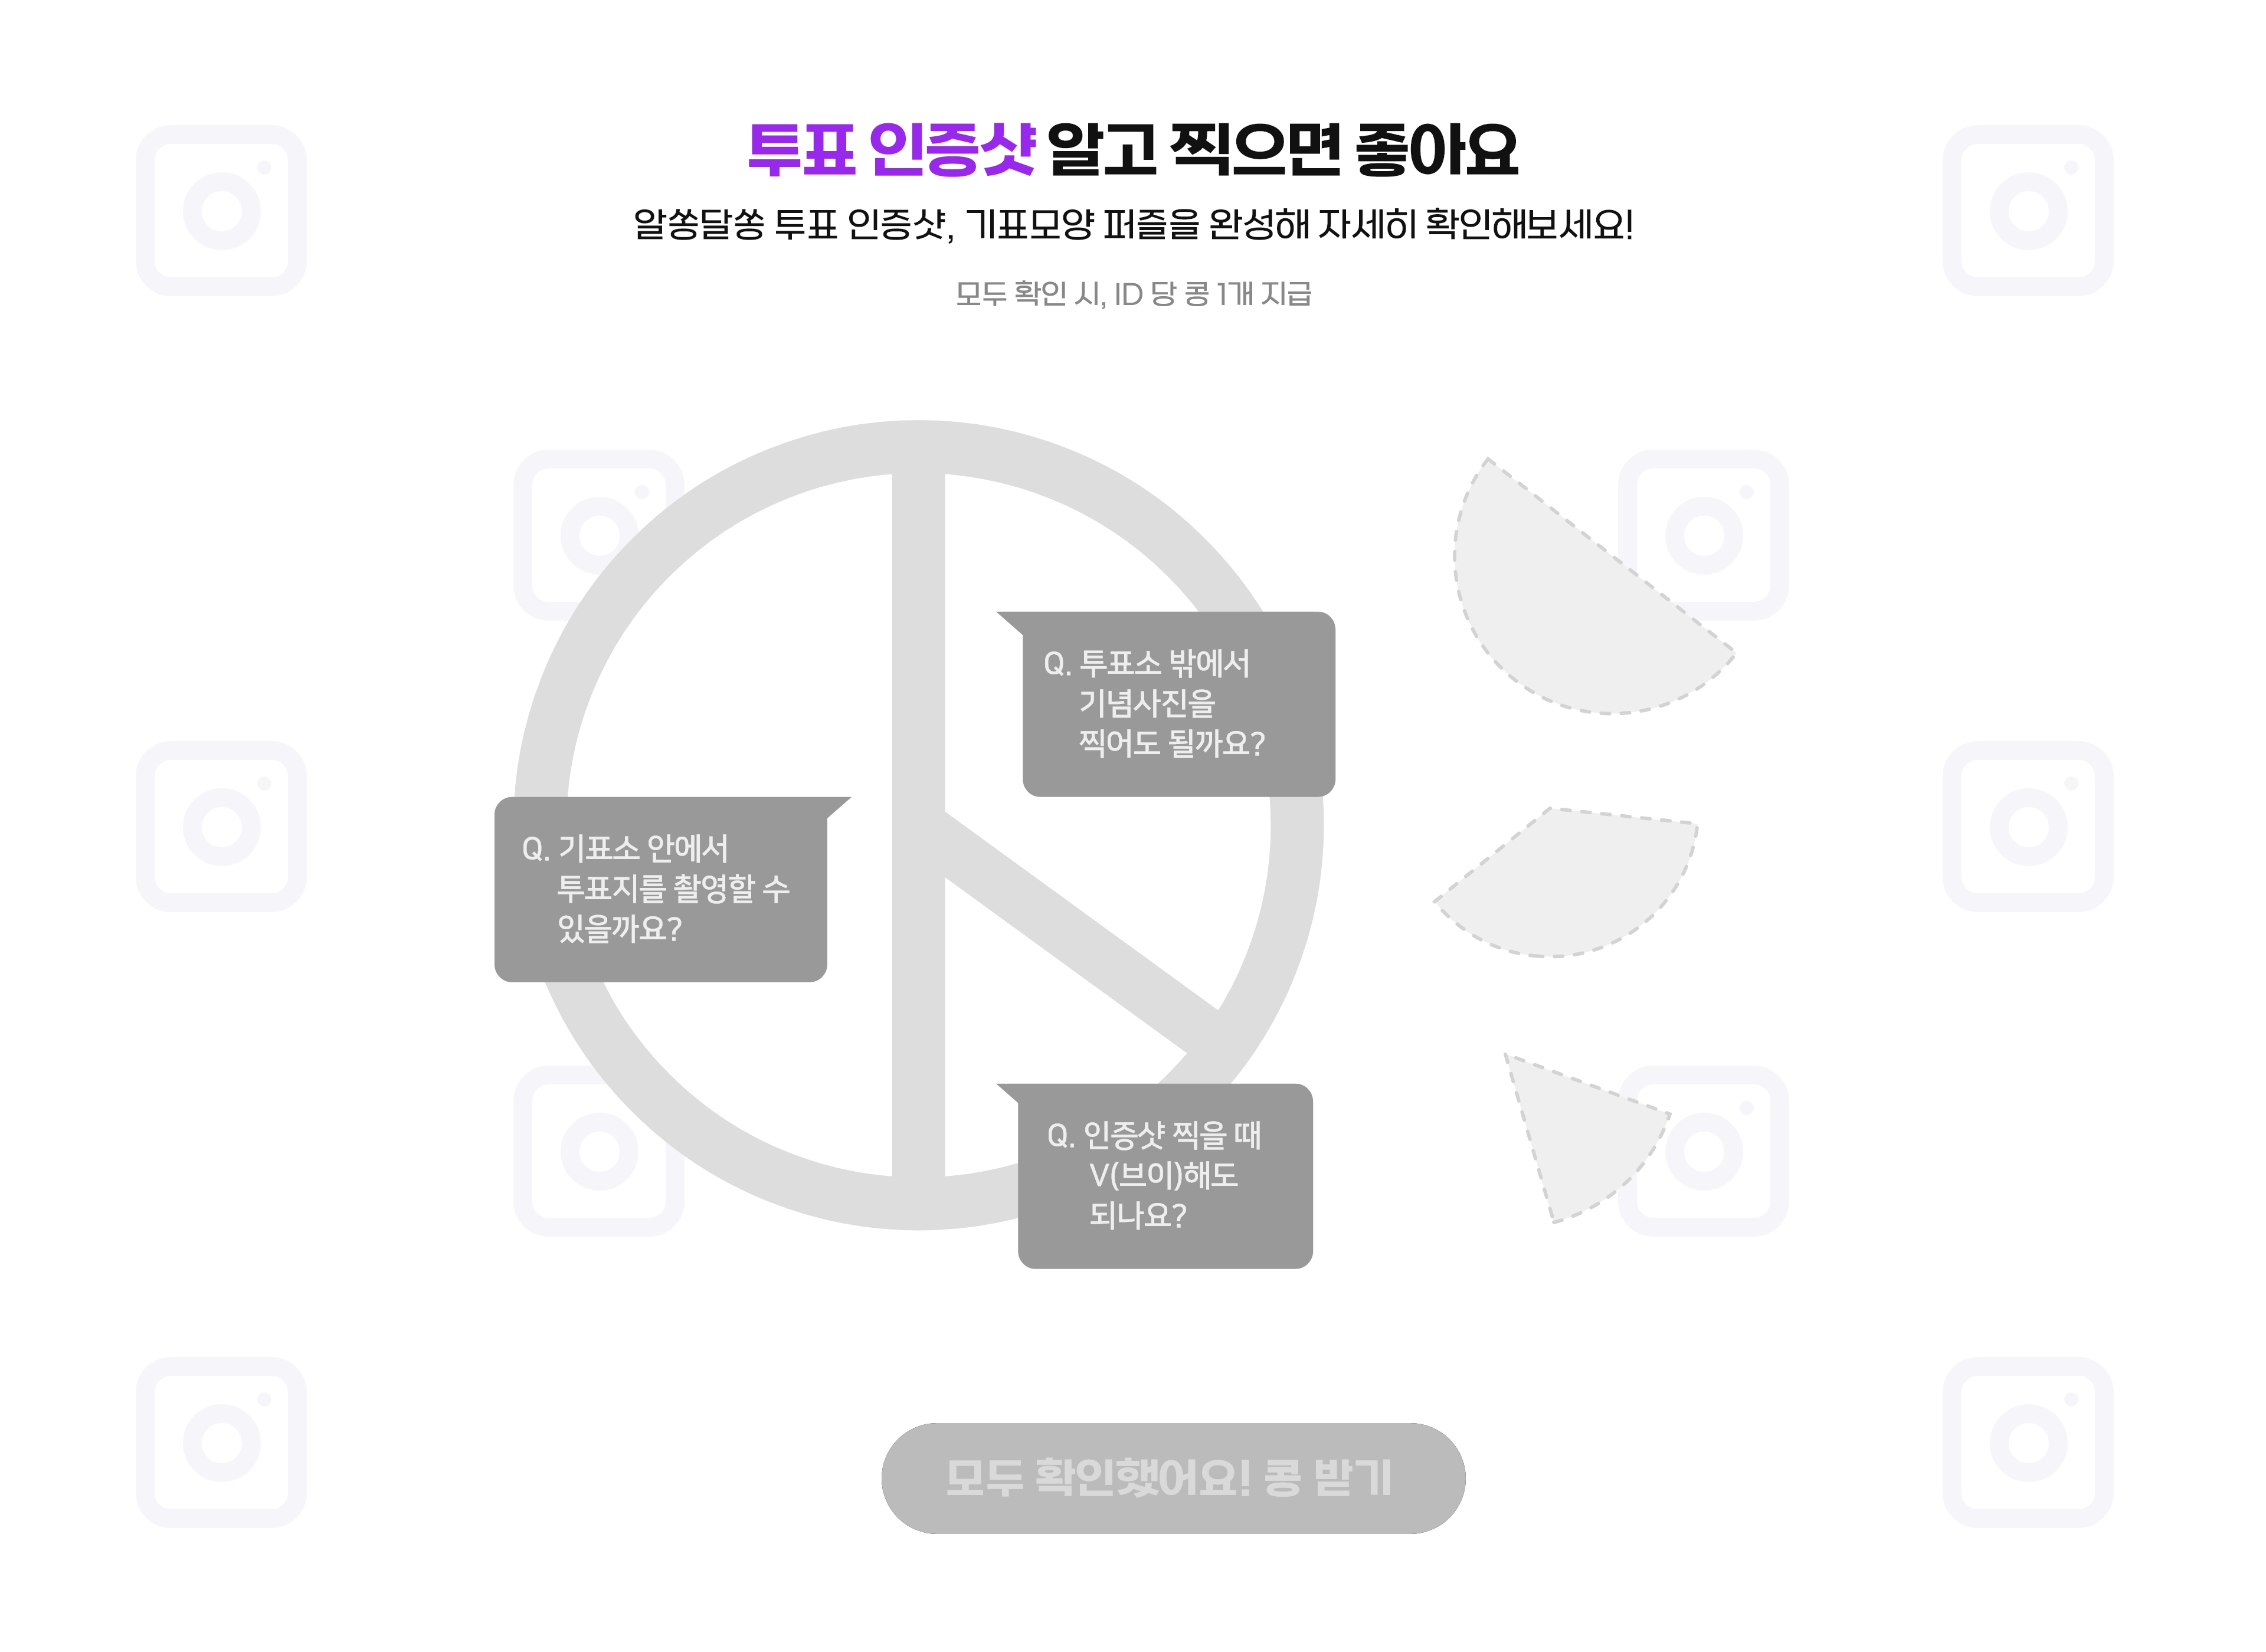 투표 인증샷 알고 찍으면 좋아요
알쏭달쏭 투표 인증샷, 기표모양 퍼즐을 완성해 자세히 확인해보세요!
모두 확인 시, ID 당 콩 1개 지급
Q. 투표소 밖에서
기념사진을
찍어도 될까요?
Q. 기표소 안에서
투표지를 촬영할 수
있을까요?
Q. 인증샷 찍을 때
V(브이)해도
되나요?
모두 확인했어요! 콩 받기